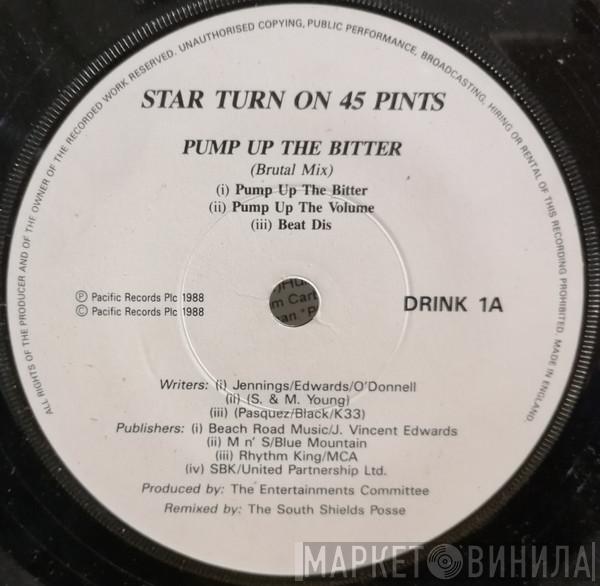 ALL RIGHTS OF THE PRODUCER AND OF THE OWNER OF THE RECORDED WORK RESERVED. UNAUTHORISED COPYING, PUBLIC PERFORMANCE, BROADCASTING, HIRING OR RENTAL OF THIS RECORDING PROHIBITED. MADE IN ENGLAND.
STAR TURN ON 45 PINTS
PUMP UP THE BITTER
(Brutal Mix)
(i) Pump Up The Bitter
(ii) Pump Up The Volume
(iii) Beat Dis
Ⓟ Pacific Records Plc 1988
© Pacific Records Plc 1988
DRINK 1A
m Cart
an "P
Writers: (i) Jennings/Edwards/O'Donnell
(ii) (S. & M. Young)
(iii) (Pasquez/Black/K33)
Publishers: (i) Beach Road Music/J. Vincent Edwards
(ii) M n' S/Blue Mountain
(iii) Rhythm King/MCA
(iv) SBK/United Partnership Ltd.
Produced by: The Entertainments Committee
Remixed by: The South Shields Posse
МАРКЕТ ВИНИЛА!